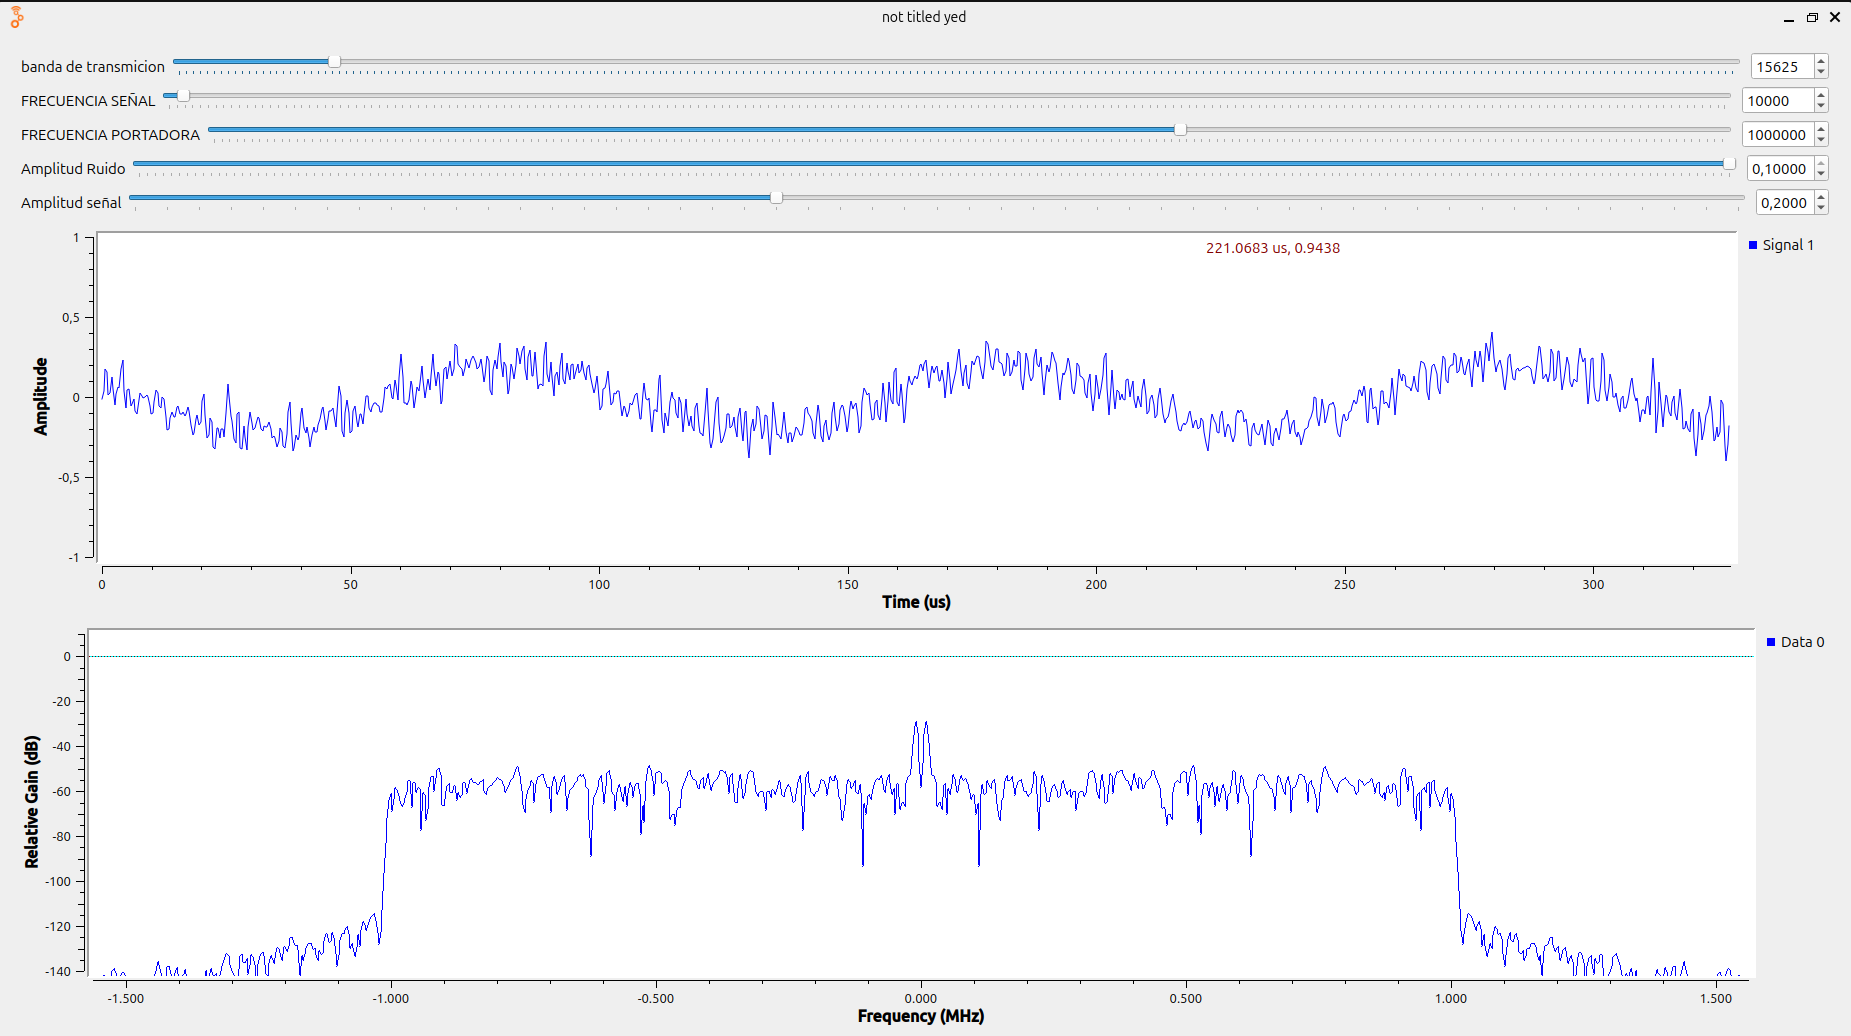 not titled yed
banda de transmicion 15625
FRECUENCIA SEÑAL 10000
FRECUENCIA PORTADORA 1000000
Amplitud Ruido 0,10000
Amplitud señal 0,2000
221.0683 us, 0.9438
Signal 1
Amplitude
1
0,5
0
-0,5
-1
0 50 100 150 200 250 300
Time (us)
Data 0
Relative Gain (dB)
0
-20
-40
-60
-80
-100
-120
-140
-1.500 -1.000 -0.500 0.000 0.500 1.000 1.500
Frequency (MHz)